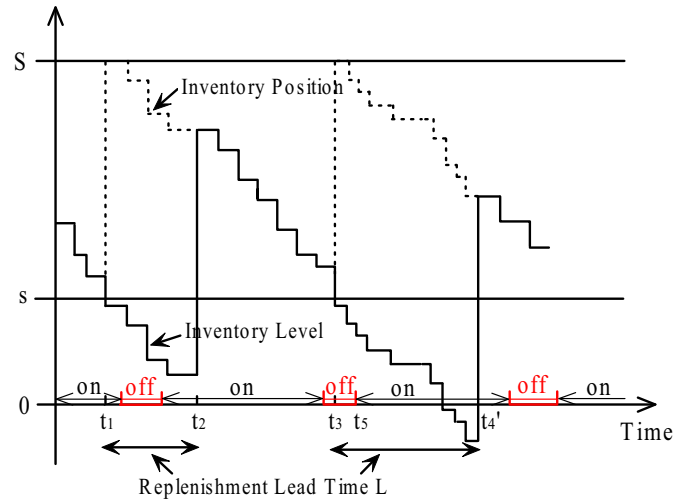 S
Inventory Position
s
Inventory Level
on
off
on
off
on
off
on
0
t1
t2
t3
t5
t4'
Time
Replenishment Lead Time L